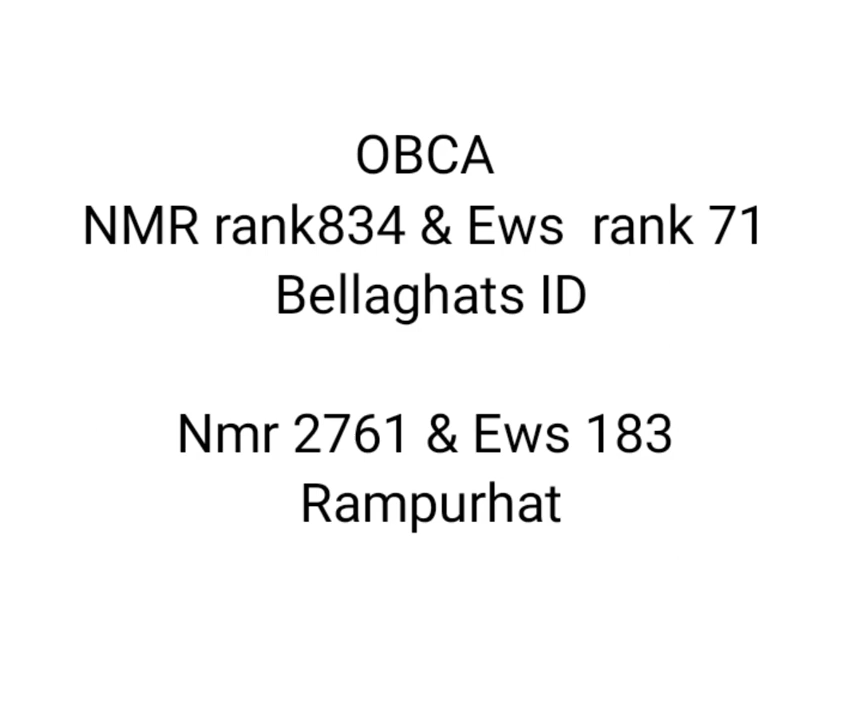 OBCA
NMR rank834 & Ews  rank 71
Bellaghats ID
Nmr 2761 & Ews 183
Rampurhat